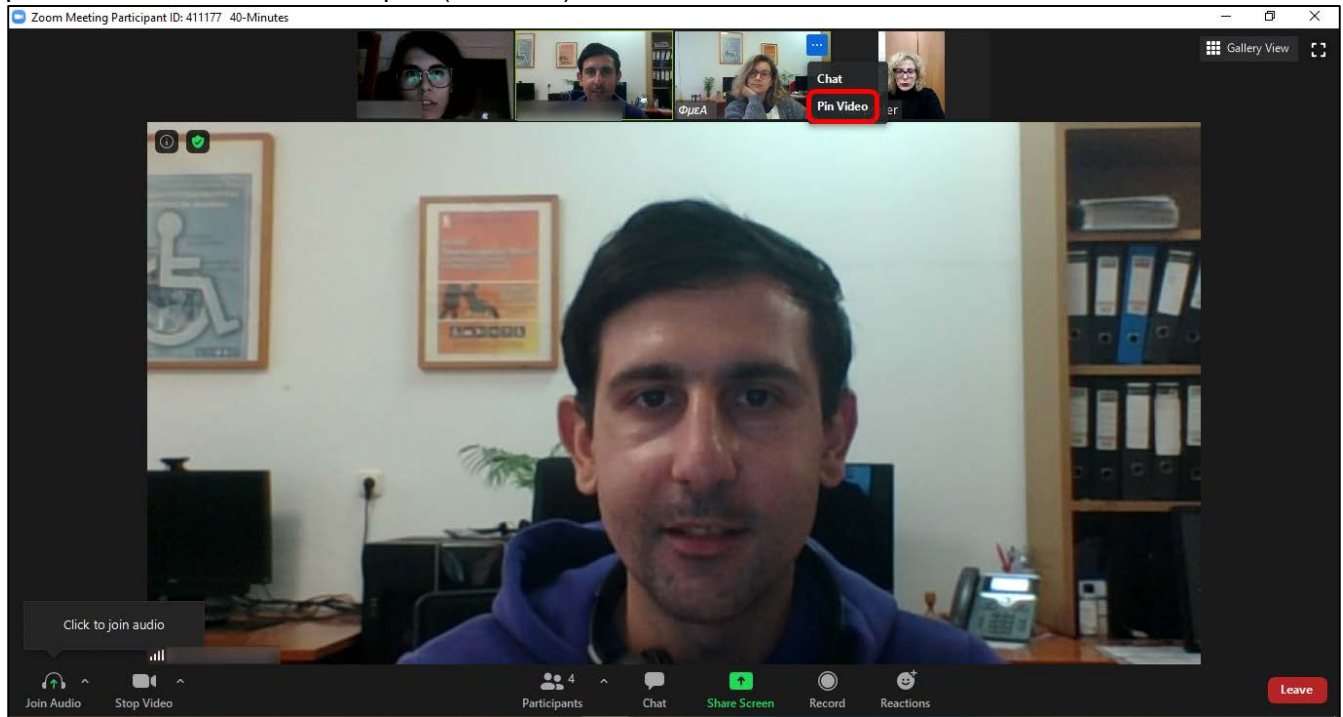 Zoom Meeting Participant ID: 411177 40-Minutes
Gallery View
Chat
Pin Video
ΦμεΑ
er
Click to join audio
Join Audio
Stop Video
4
Participants
Chat
Share Screen
Record
Reactions
Leave